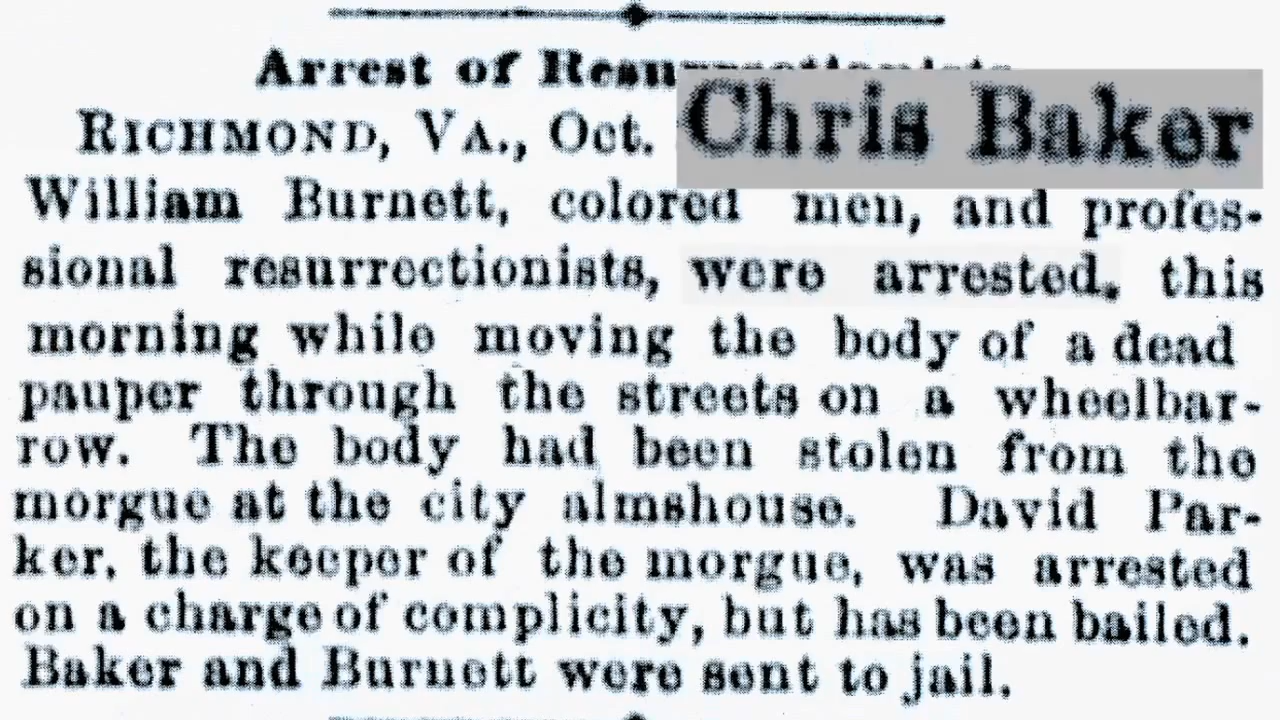 Arrest of Resurrectionists
RICHMOND, VA., Oct. Chris Baker
William Burnett, colored men, and profes-
sional resurrectionists, were arrested, this
morning while moving the body of a dead
pauper through the streets on a wheelbar-
row. The body had been stolen from the
morgue at the city almshouse. David Par-
ker, the keeper of the morgue, was arrested
on a charge of complicity, but has been bailed.
Baker and Burnett were sent to jail.